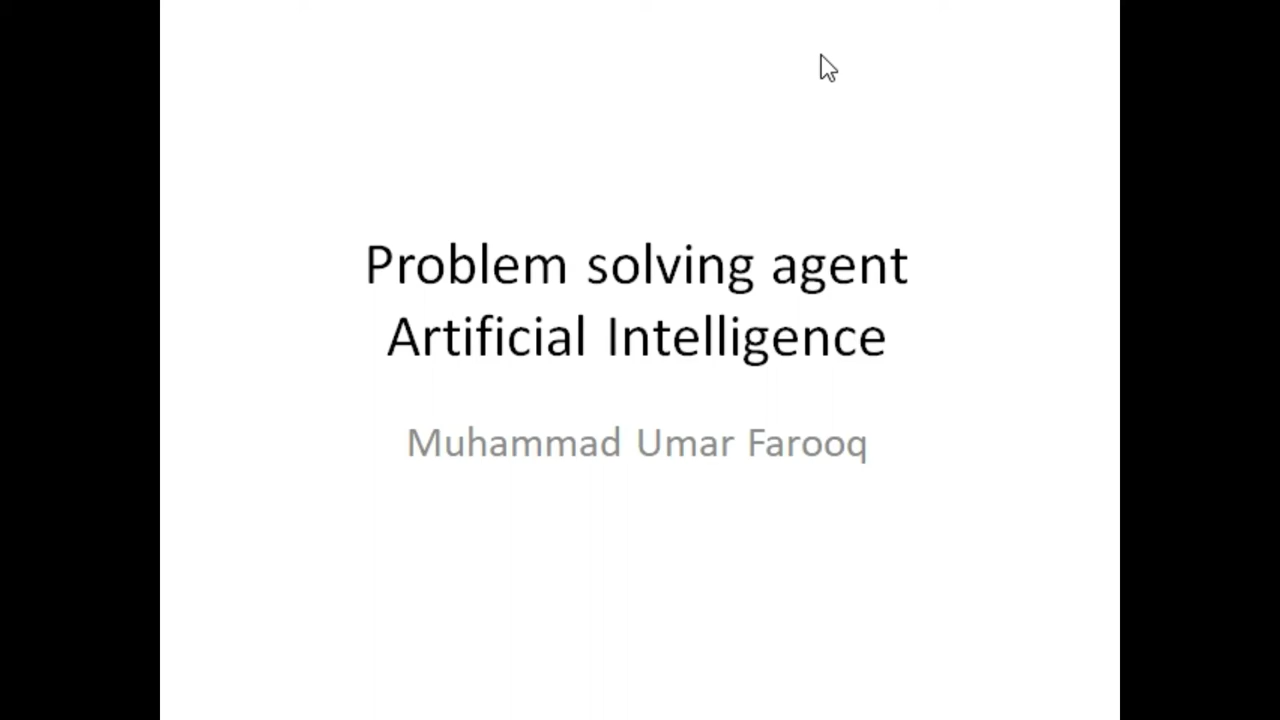 Problem solving agent
Artificial Intelligence
Muhammad Umar Farooq